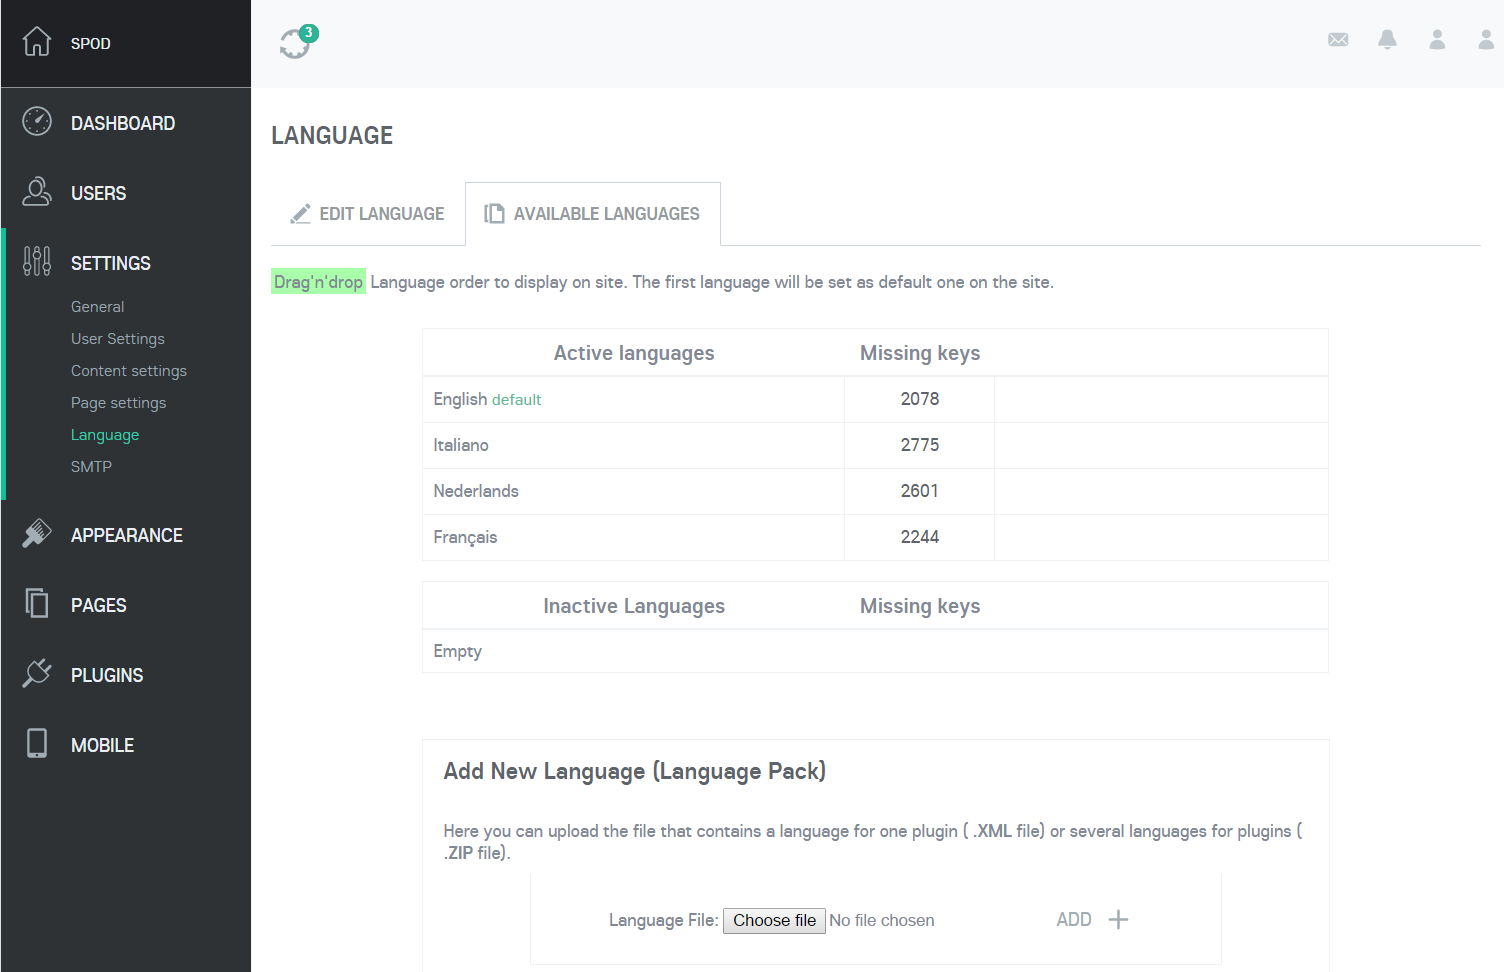 SPOD
3
DASHBOARD
USERS
SETTINGS
General
User Settings
Content settings
Page settings
Language
SMTP
APPEARANCE
PAGES
PLUGINS
MOBILE
LANGUAGE
EDIT LANGUAGE
AVAILABLE LANGUAGES
Drag'n'drop Language order to display on site. The first language will be set as default one on the site.
Active languages Missing keys
English default 2078
Italiano 2775
Nederlands 2601
Français 2244
Inactive Languages Missing keys
Empty
Add New Language (Language Pack)
Here you can upload the file that contains a language for one plugin ( .XML file) or several languages for plugins (
.ZIP file).
Language File: Choose file No file chosen ADD